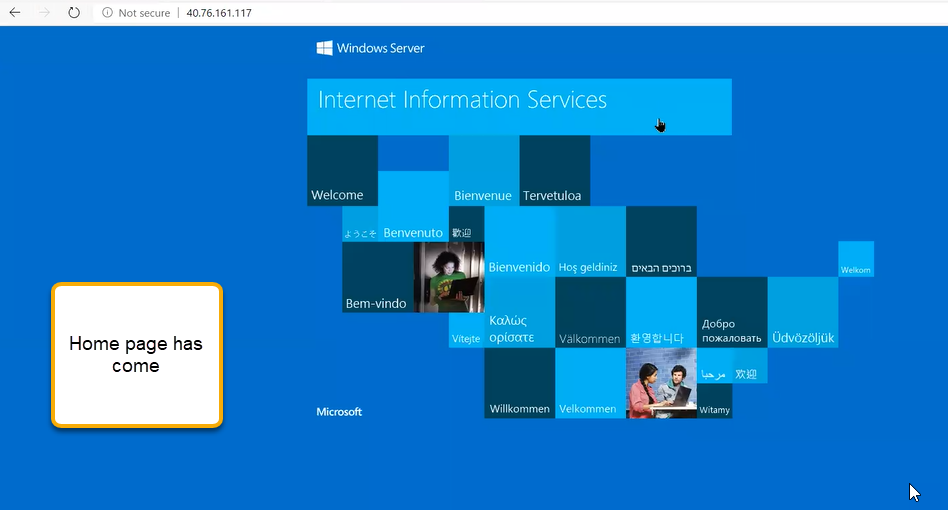 Not secure | 40.76.161.117
Windows Server
Internet Information Services
Welcome
Bienvenue
Tervetuloa
ようこそ
Benvenuto
歡迎
Bienvenido
Hoş geldiniz
ברוכים הבאים
Welkom
Bem-vindo
Vítejte
Καλώς
ορίσατε
Välkommen
환영합니다
Добро
пожаловать
Üdvözöljük
Home page has
come
Microsoft
Willkommen
Velkommen
مرحبا
欢迎
Witamy